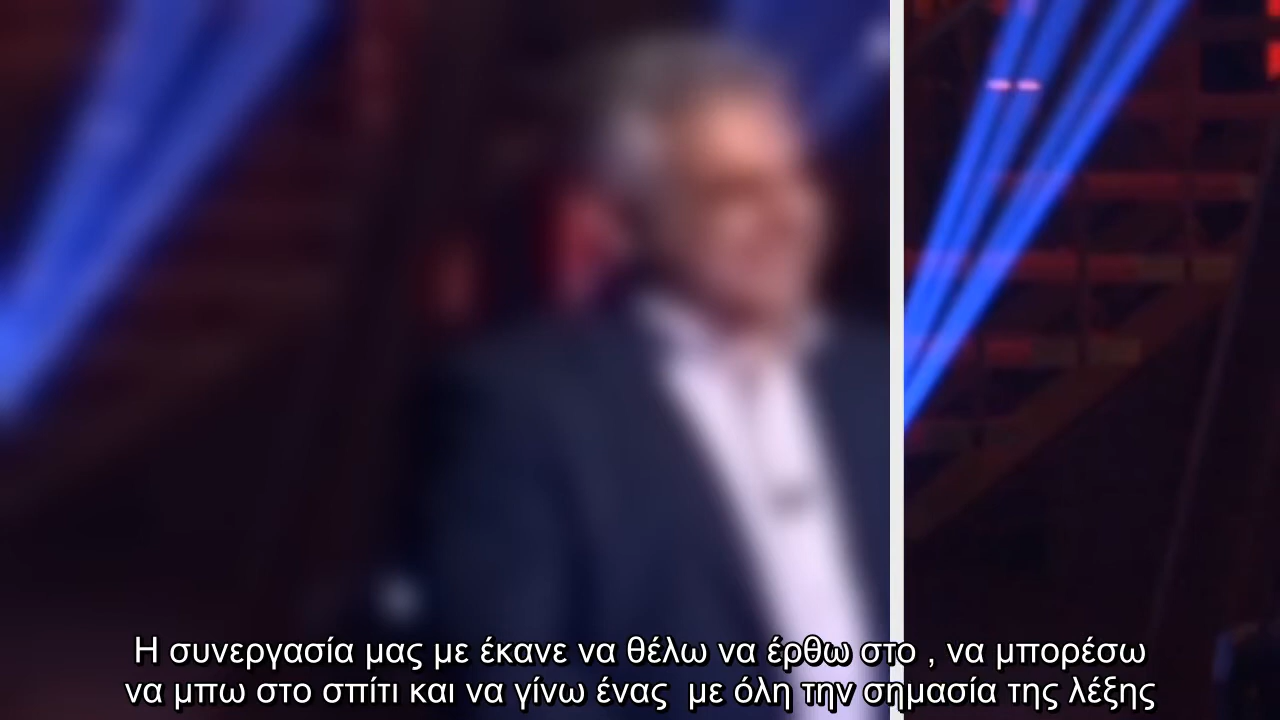 Η συνεργασία μας με έκανε να θέλω να έρθω στο , να μπορέσω
να μπω στο σπίτι και να γίνω ένας με όλη την σημασία της λέξης